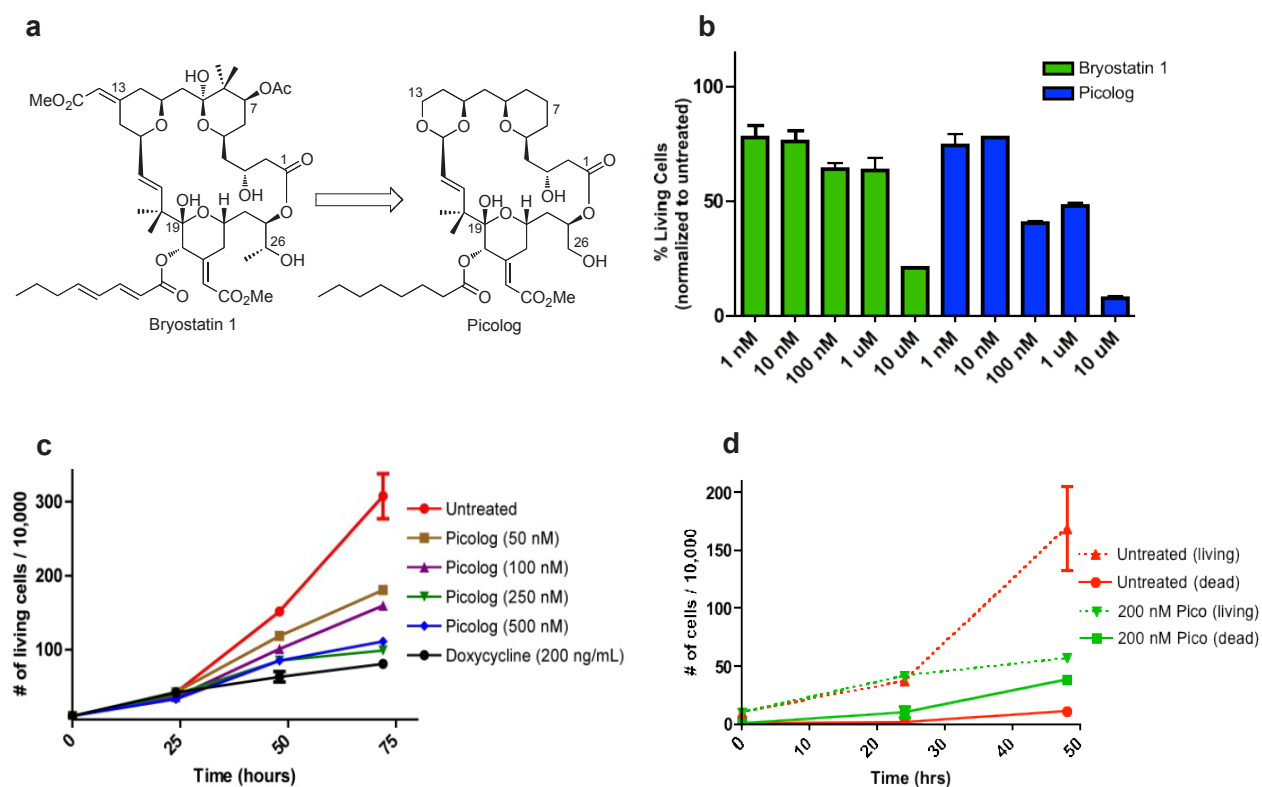 a
13
MeO₂C
HO
OAc
7
O
O
1
O
OH
O
OH
O
H
19
O
26
OH
O
CO₂Me
Bryostatin 1
13
O
O
O
7
1
O
OH
O
OH
O
H
19
26
OH
O
O
CO₂Me
Picolog
b
% Living Cells
(normalized to untreated)
100
50
0
Bryostatin 1
Picolog
1 nM
10 nM
100 nM
1 uM
10 uM
1 nM
10 nM
100 nM
1 uM
10 uM
c
# of living cells / 10,000
300
200
100
0
25
50
75
Time (hours)
Untreated
Picolog (50 nM)
Picolog (100 nM)
Picolog (250 nM)
Picolog (500 nM)
Doxycycline (200 ng/mL)
d
# of cells / 10,000
200
150
100
50
0
0
10
20
30
40
50
Time (hrs)
Untreated (living)
Untreated (dead)
200 nM Pico (living)
200 nM Pico (dead)